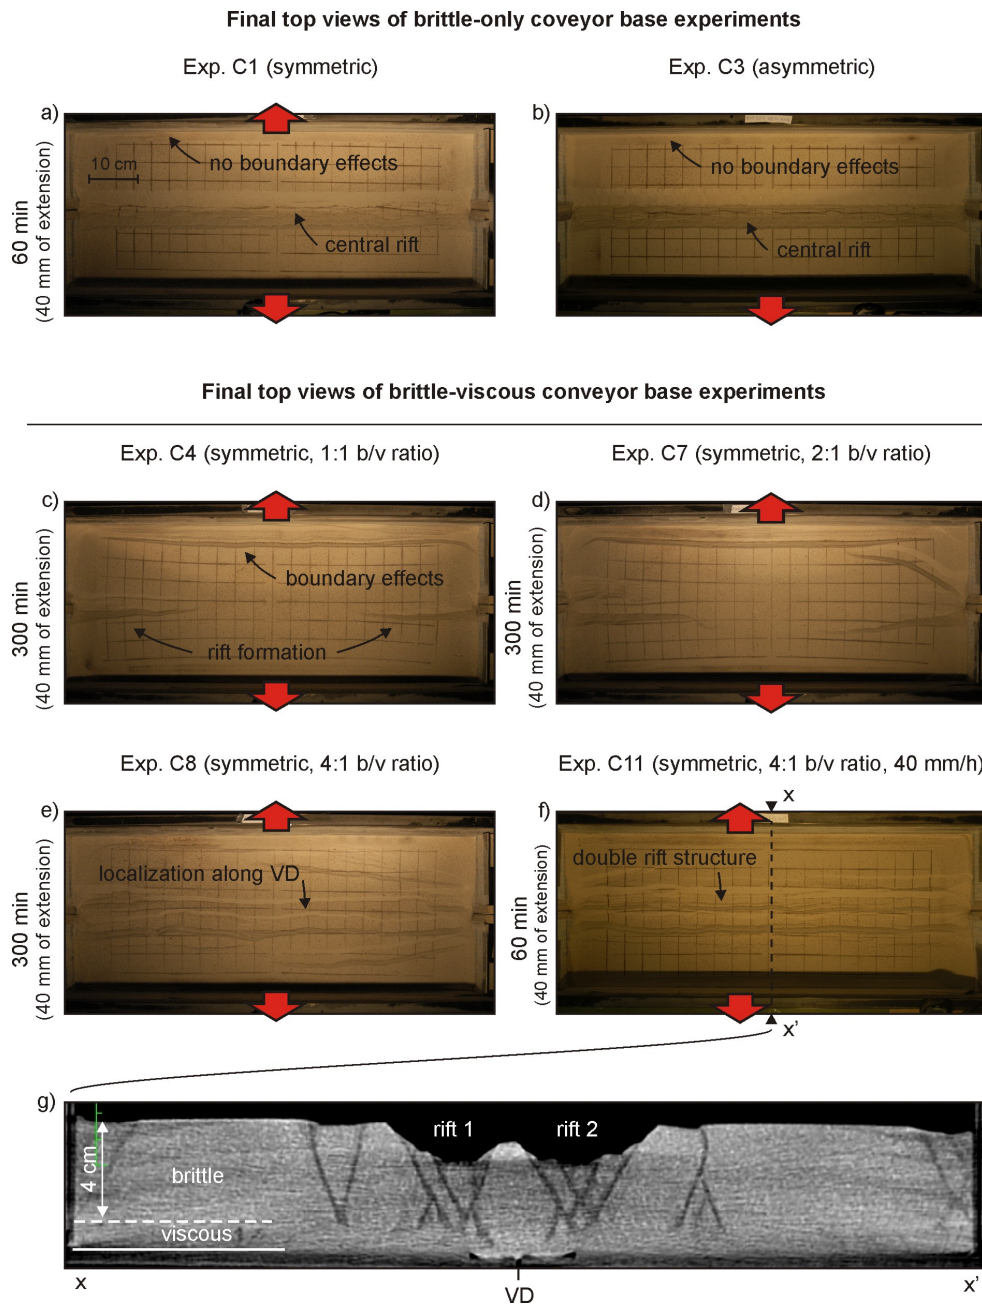 Final top views of brittle-only coveyor base experiments
Exp. C1 (symmetric)
Exp. C3 (asymmetric)
a)
b)
10 cm
no boundary effects
no boundary effects
central rift
central rift
60 min
(40 mm of extension)
Final top views of brittle-viscous conveyor base experiments
Exp. C4 (symmetric, 1:1 b/v ratio)
Exp. C7 (symmetric, 2:1 b/v ratio)
c)
d)
boundary effects
rift formation
300 min
(40 mm of extension)
300 min
(40 mm of extension)
Exp. C8 (symmetric, 4:1 b/v ratio)
Exp. C11 (symmetric, 4:1 b/v ratio, 40 mm/h)
e)
f)
x
localization along VD
double rift structure
300 min
(40 mm of extension)
60 min
(40 mm of extension)
x'
g)
rift 1
rift 2
4 cm
brittle
viscous
x
VD
x'